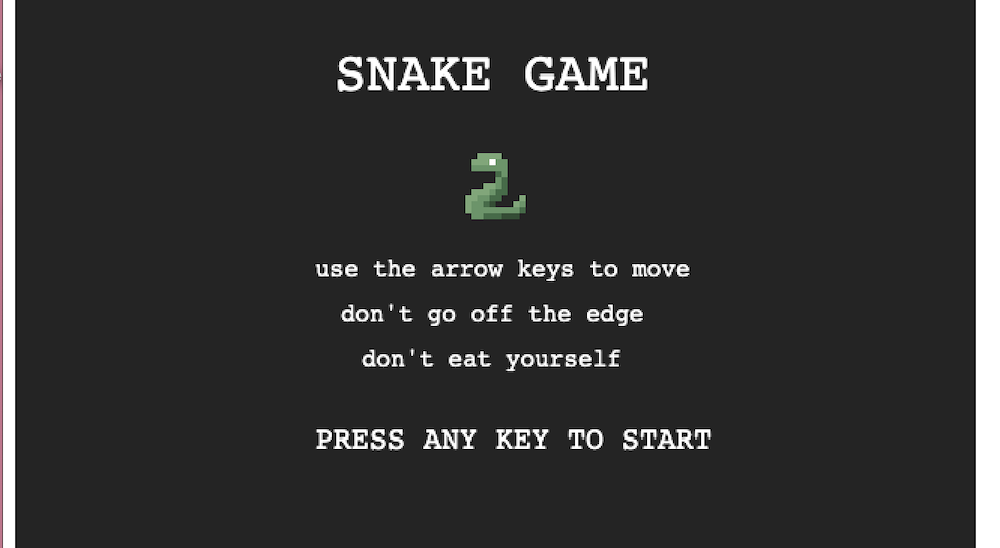 SNAKE GAME
use the arrow keys to move
don't go off the edge
don't eat yourself
PRESS ANY KEY TO START